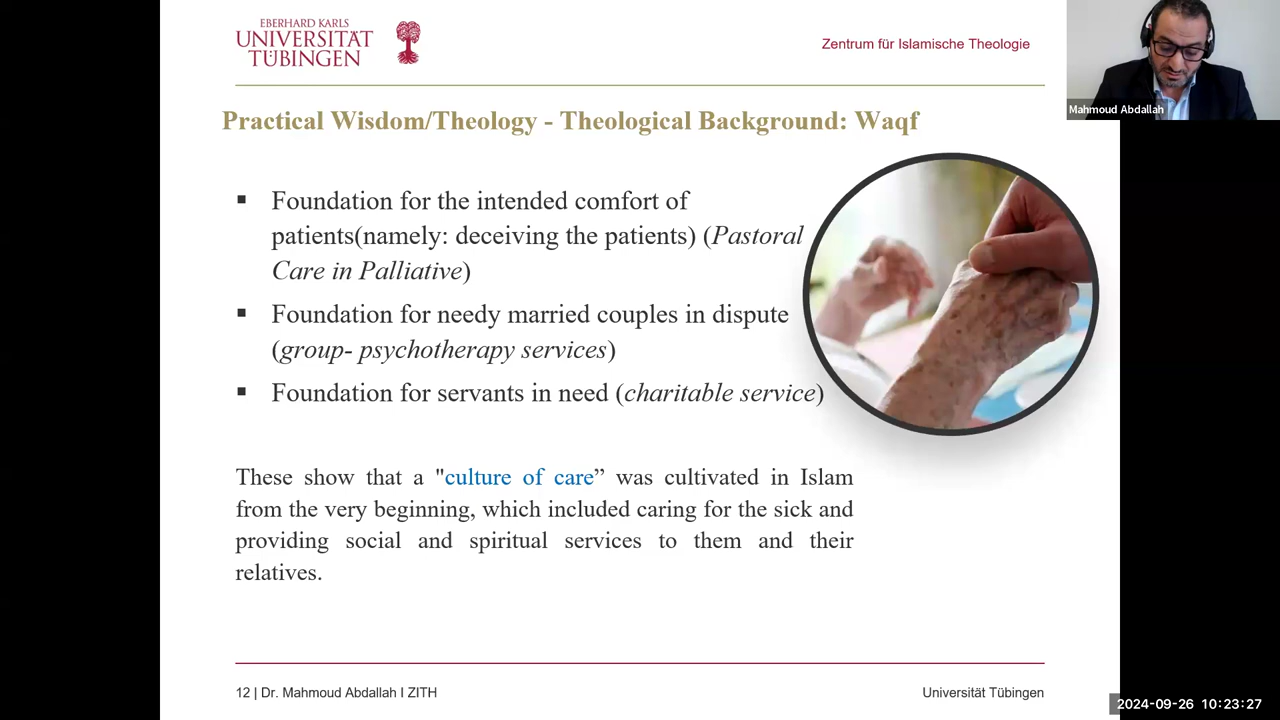 EBERHARD KARLS
UNIVERSITÄT
TÜBINGEN
Zentrum für Islamische Theologie
Mahmoud Abdallah
Practical Wisdom/Theology - Theological Background: Waqf
▪ Foundation for the intended comfort of
patients(namely: deceiving the patients) (Pastoral
Care in Palliative)
▪ Foundation for needy married couples in dispute
(group- psychotherapy services)
▪ Foundation for servants in need (charitable service)
These show that a "culture of care” was cultivated in Islam
from the very beginning, which included caring for the sick and
providing social and spiritual services to them and their
relatives.
12 | Dr. Mahmoud Abdallah I ZITH
Universität Tübingen
2024-09-26 10:23:27